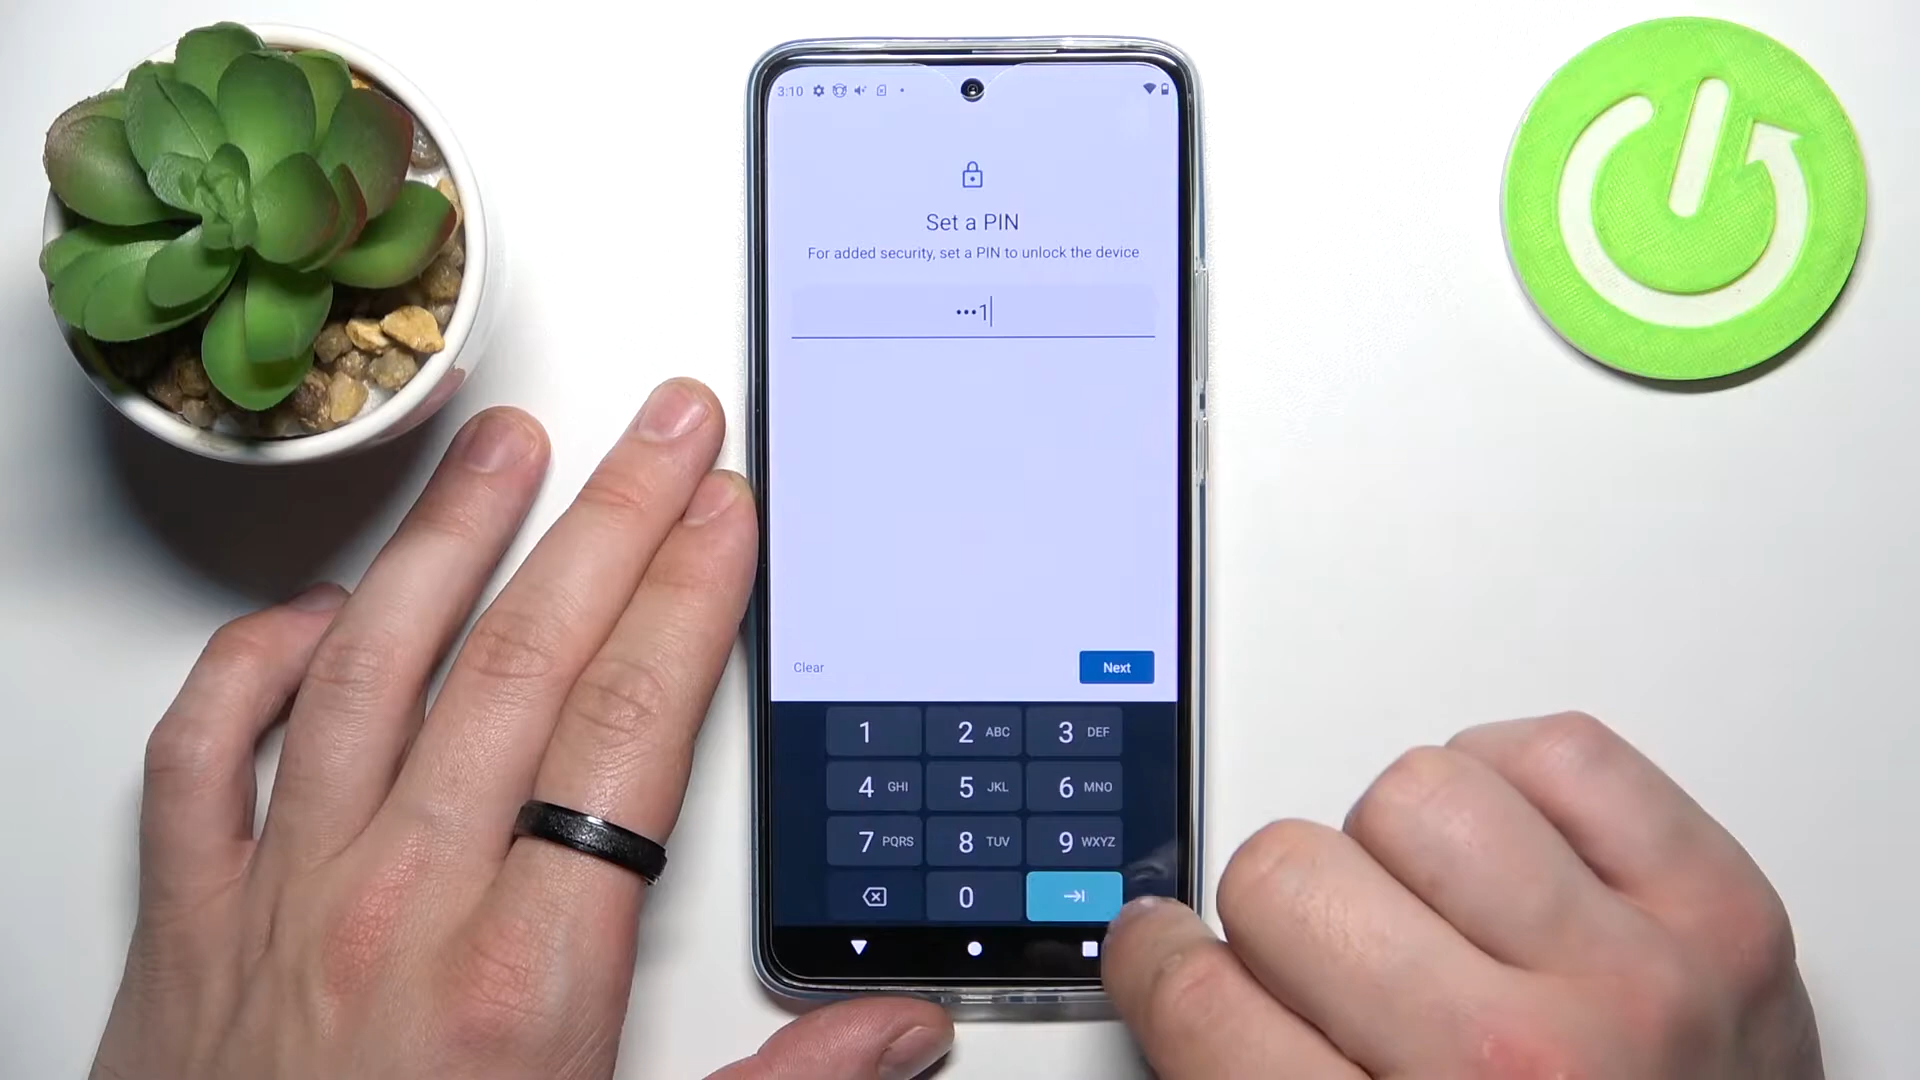 3:10
Set a PIN
For added security, set a PIN to unlock the device
•••1
Clear
Next
1
2 ABC
3 DEF
4 GHI
5 JKL
6 MNO
7 PQRS
8 TUV
9 WXYZ
0